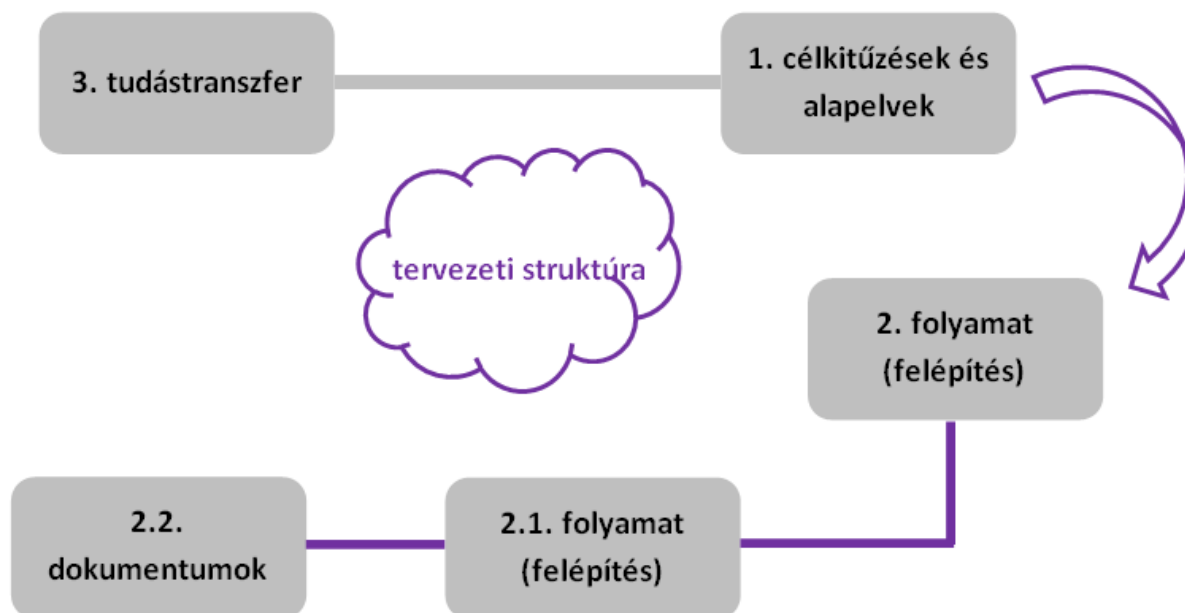 3. tudástranszfer
1. célkitűzések és
alapelvek
tervezeti struktúra
2. folyamat
(felépítés)
2.2.
dokumentumok
2.1. folyamat
(felépítés)